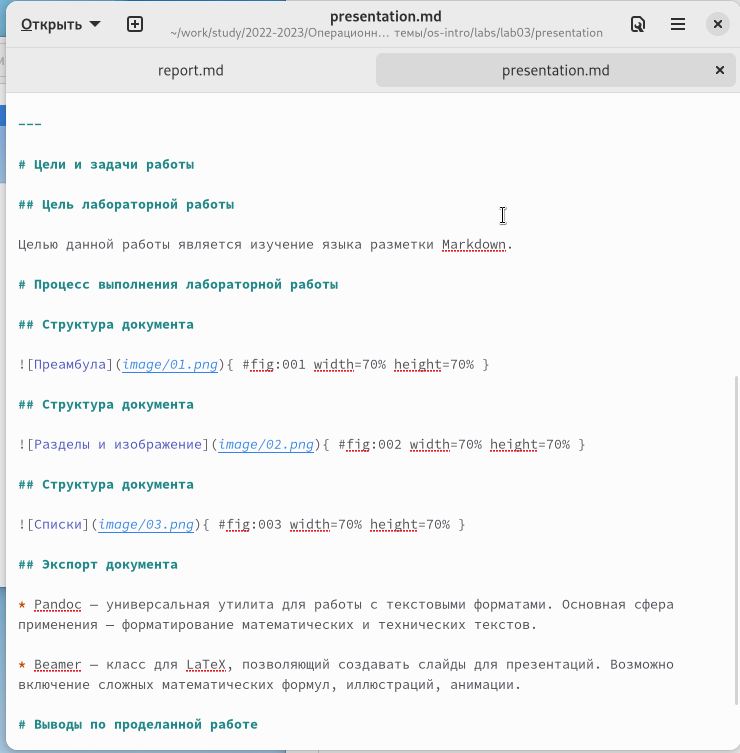 Открыть
presentation.md
~/work/study/2022-2023/Операционн… темы/os-intro/labs/lab03/presentation
report.md
presentation.md
---
# Цели и задачи работы
## Цель лабораторной работы
Целью данной работы является изучение языка разметки Markdown.
# Процесс выполнения лабораторной работы
## Структура документа
![Преамбула](image/01.png){ #fig:001 width=70% height=70% }
## Структура документа
![Разделы и изображение](image/02.png){ #fig:002 width=70% height=70% }
## Структура документа
![Списки](image/03.png){ #fig:003 width=70% height=70% }
## Экспорт документа
* Pandoc — универсальная утилита для работы с текстовыми форматами. Основная сфера
применения — форматирование математических и технических текстов.
* Beamer — класс для LaTeX, позволяющий создавать слайды для презентаций. Возможно
включение сложных математических формул, иллюстраций, анимации.
# Выводы по проделанной работе